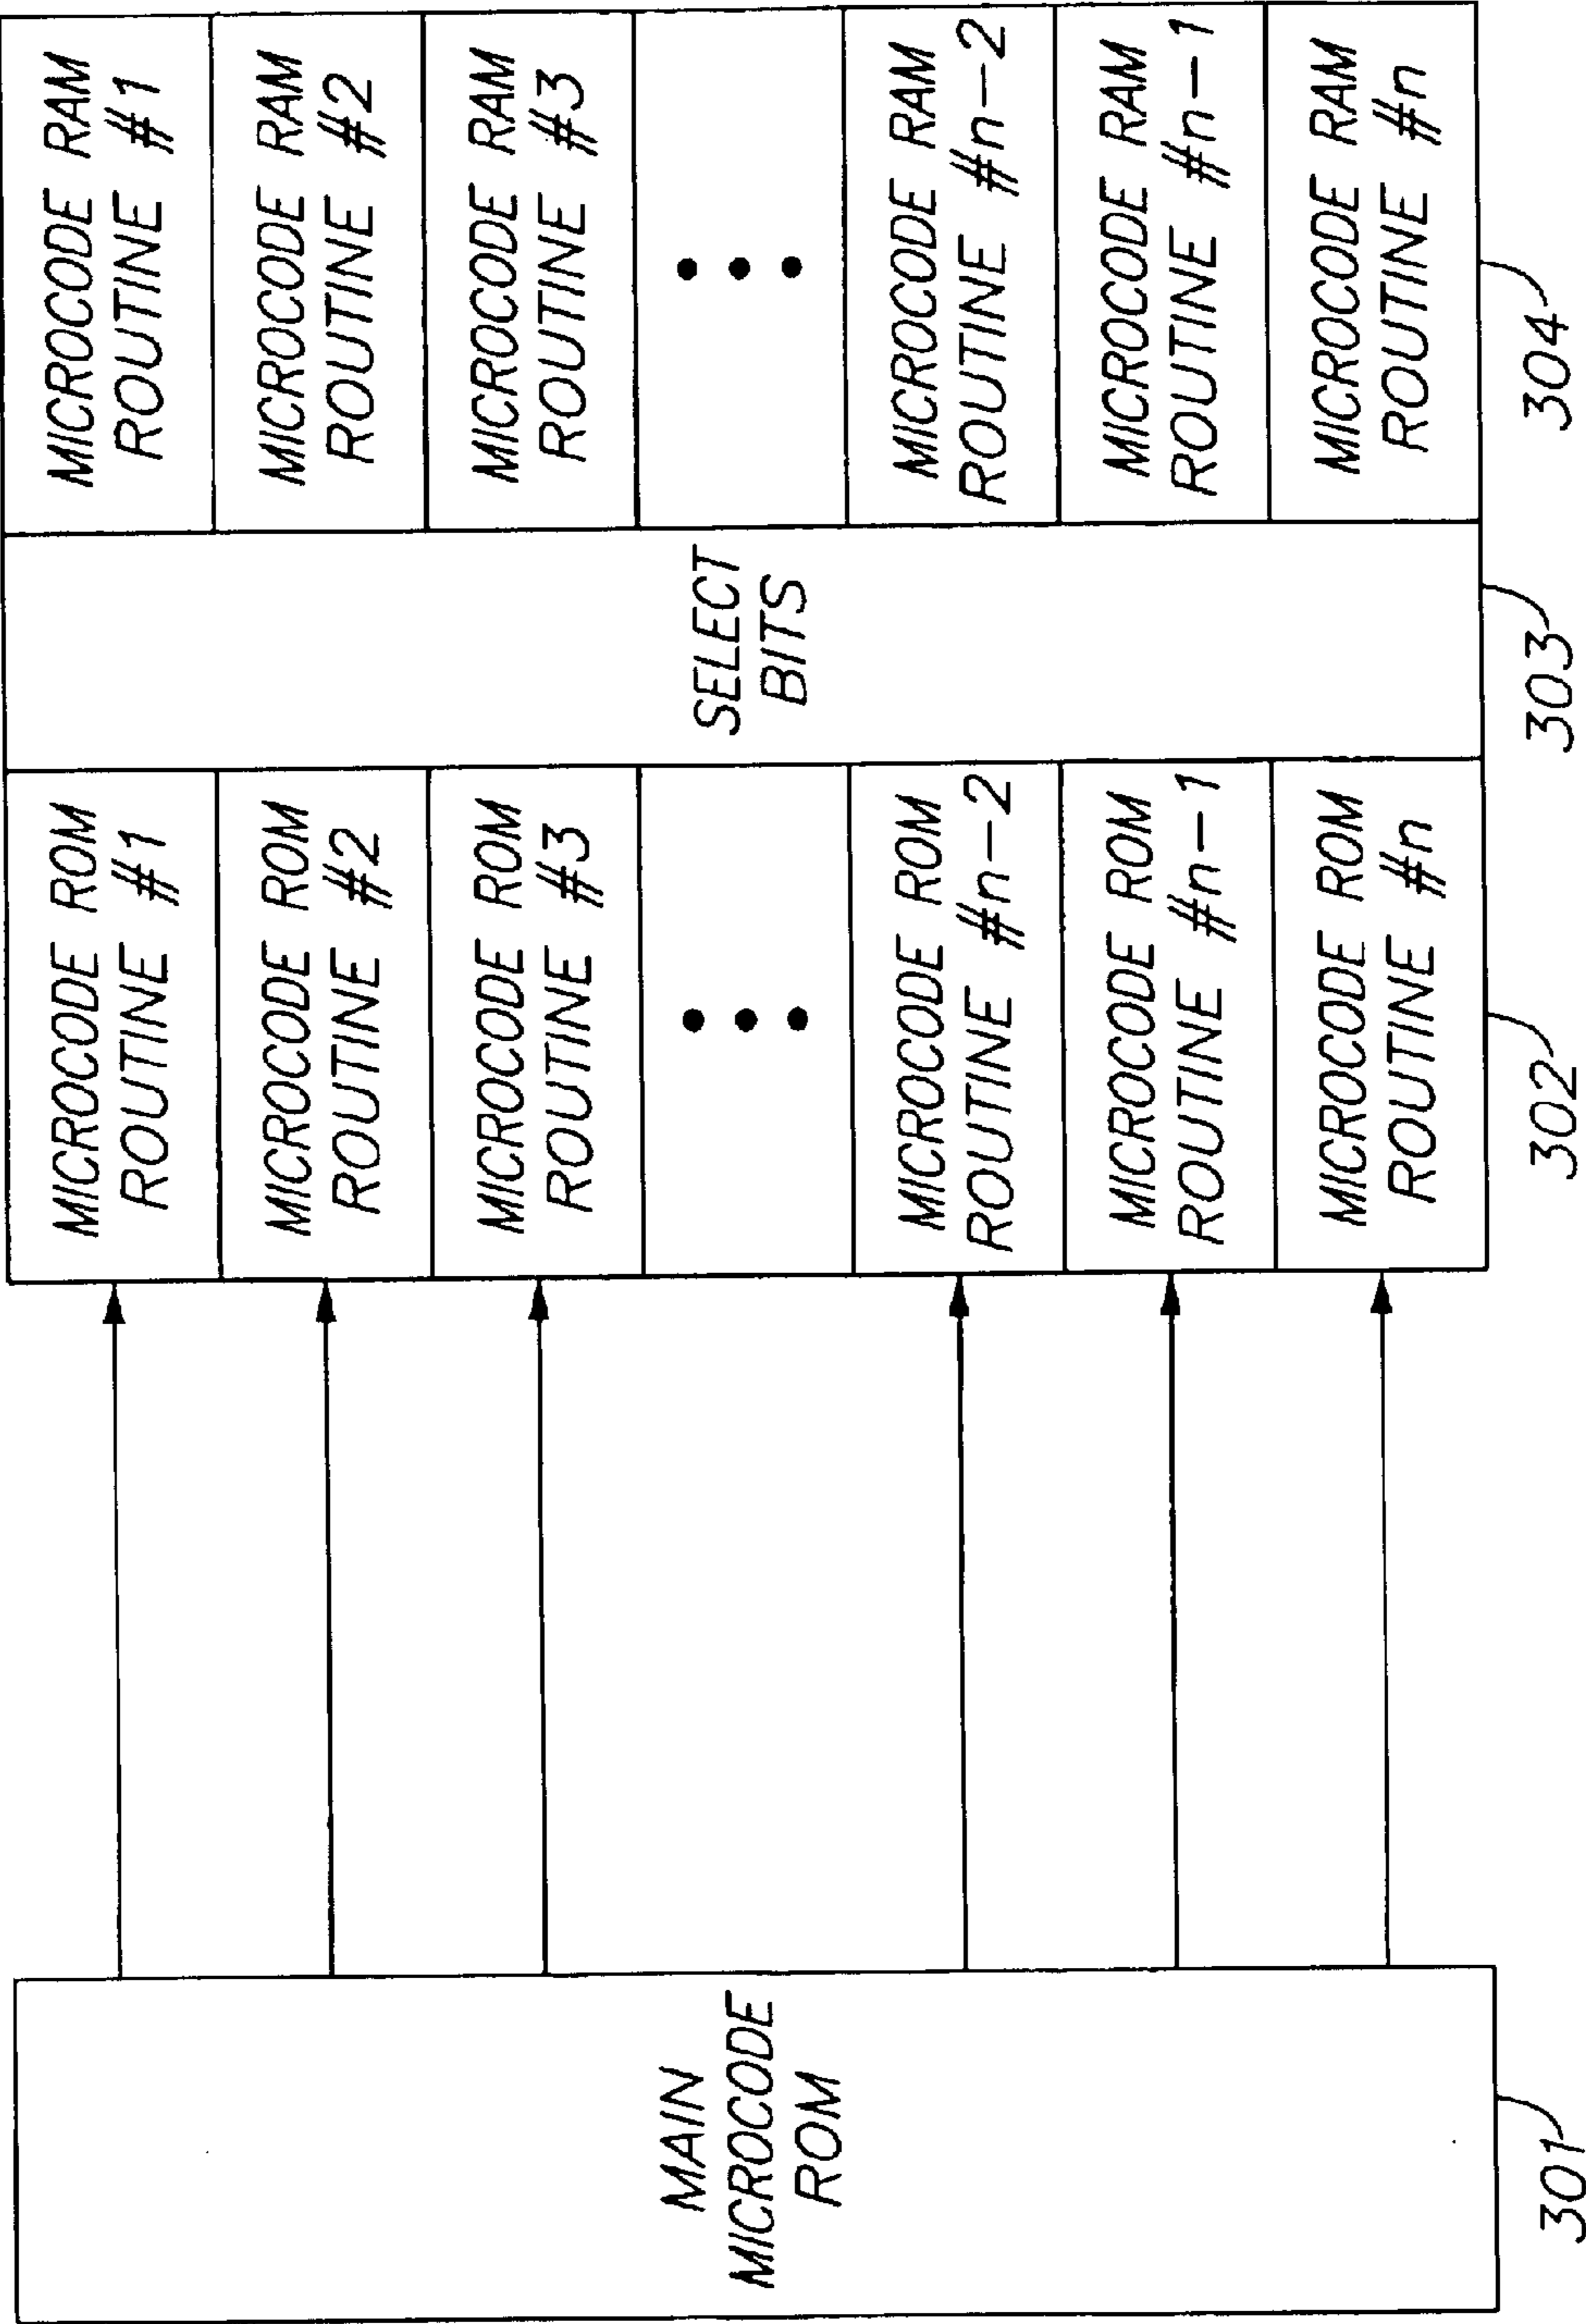 MAIN
MICROCODE
ROM
301
MICROCODE ROM
ROUTINE #1
MICROCODE ROM
ROUTINE #2
MICROCODE ROM
ROUTINE #3
MICROCODE ROM
ROUTINE #n-2
MICROCODE ROM
ROUTINE #n-1
MICROCODE ROM
ROUTINE #n
302
SELECT
BITS
303
MICROCODE RAM
ROUTINE #1
MICROCODE RAM
ROUTINE #2
MICROCODE RAM
ROUTINE #3
MICROCODE RAM
ROUTINE #n-2
MICROCODE RAM
ROUTINE #n-1
MICROCODE RAM
ROUTINE #n
304